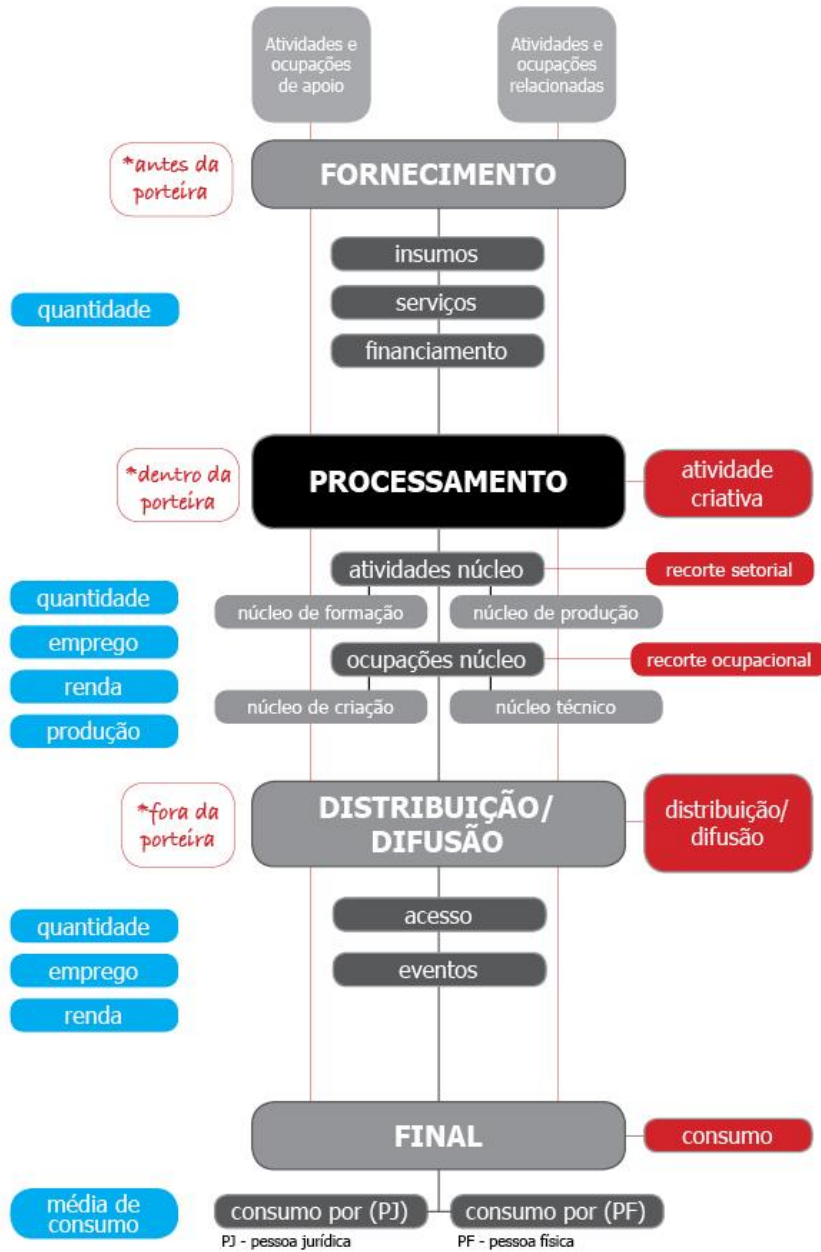 Atividades e
ocupações
de apoio
Atividades e
ocupações
relacionadas
*antes da
porteira
FORNECIMENTO
insumos
quantidade
serviços
financiamento
*dentro da
porteira
PROCESSAMENTO
atividade
criativa
atividades núcleo
recorte setorial
quantidade
núcleo de formação
núcleo de produção
emprego
ocupações núcleo
recorte ocupacional
renda
núcleo de criação
núcleo técnico
produção
*fora da
porteira
DISTRIBUIÇÃO/
DIFUSÃO
distribuição/
difusão
acesso
quantidade
eventos
emprego
renda
FINAL
consumo
média de
consumo
consumo por (PJ)
consumo por (PF)
PJ - pessoa jurídica
PF - pessoa física